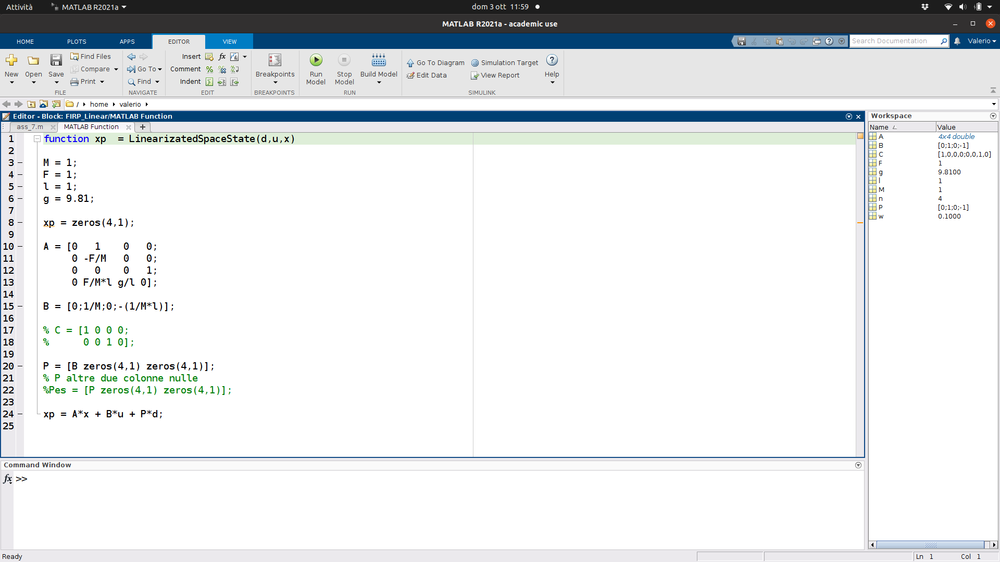 Attività MATLAB R2021a dom 3 ott 11:59
MATLAB R2021a - academic use
HOME PLOTS APPS EDITOR VIEW Search Documentation Valerio
New Open Save Find Files Compare Print
Go To Find
Insert fx
Comment
Indent
Breakpoints
Run Model Stop Model Build Model
Go To Diagram Simulation Target
Edit Data View Report
Help
FILE NAVIGATE EDIT BREAKPOINTS RUN SIMULINK
/ home valerio
Editor - Block: FIRP_Linear/MATLAB Function
ass_7.m MATLAB Function +
1 function xp  = LinearizatedSpaceState(d,u,x)
2
3 M = 1;
4 F = 1;
5 l = 1;
6 g = 9.81;
7
8 xp = zeros(4,1);
9
10 A = [0   1    0   0;
11 0 -F/M   0   0;
12 0   0    0   1;
13 0 F/M*l g/l 0];
14
15 B = [0;1/M;0;-(1/M*l)];
16
17 % C = [1 0 0 0;
18 %      0 0 1 0];
19
20 P = [B zeros(4,1) zeros(4,1)];
21 % P altre due colonne nulle
22 %Pes = [P zeros(4,1) zeros(4,1)];
23
24 xp = A*x + B*u + P*d;
25
Command Window
fx >>
Workspace
Name Value
A 4x4 double
B [0;1;0;-1]
C [1,0,0,0;0,0,1,0]
F 1
g 9.8100
l 1
M 1
n 4
P [0;1;0;-1]
w 0.1000
Ready Ln 1 Col 1